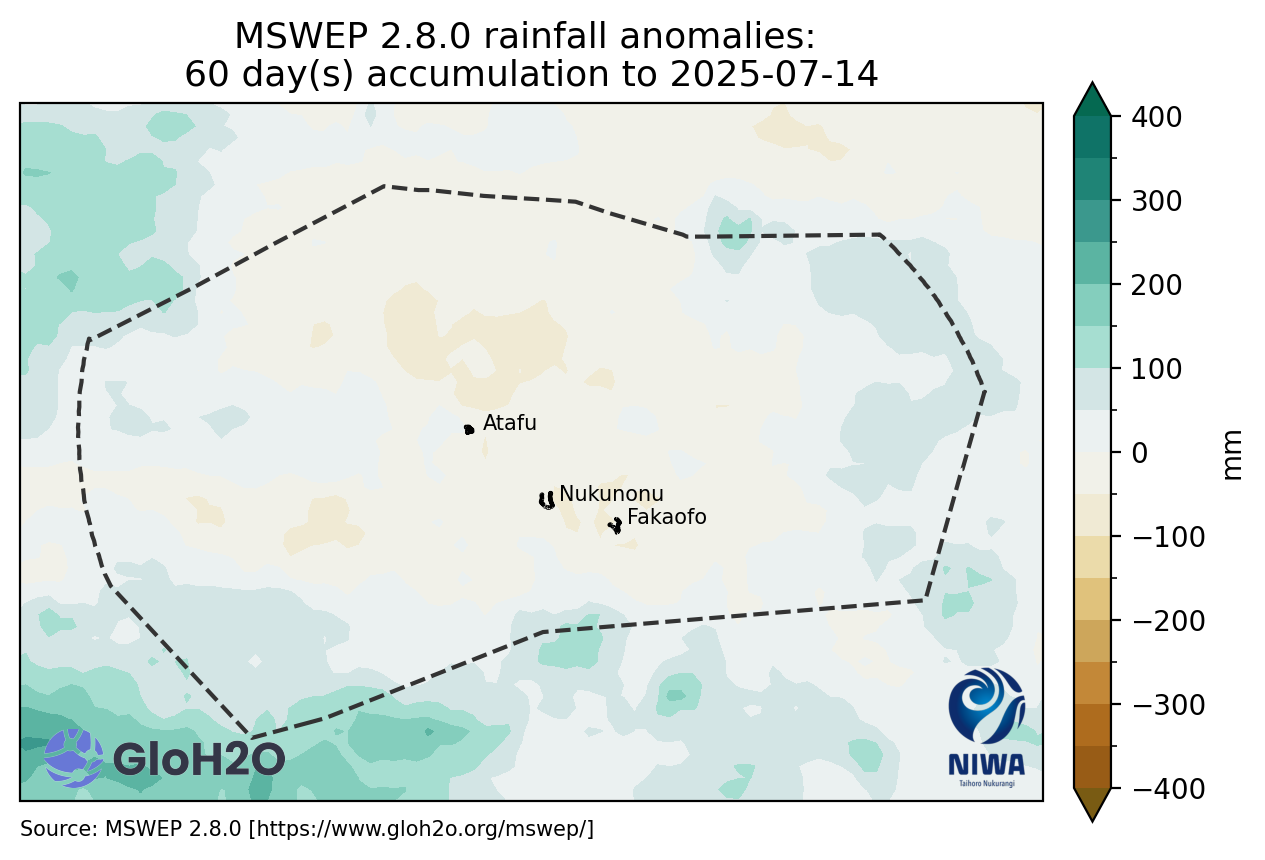 MSWEP 2.8.0 rainfall anomalies:
60 day(s) accumulation to 2025-07-14
400
300
200
100
0
−100
−200
−300
−400
mm
Atafu
Nukunonu
Fakaofo
GloH2O
NIWA
Taihoro Nukurangi
Source: MSWEP 2.8.0 [https://www.gloh2o.org/mswep/]